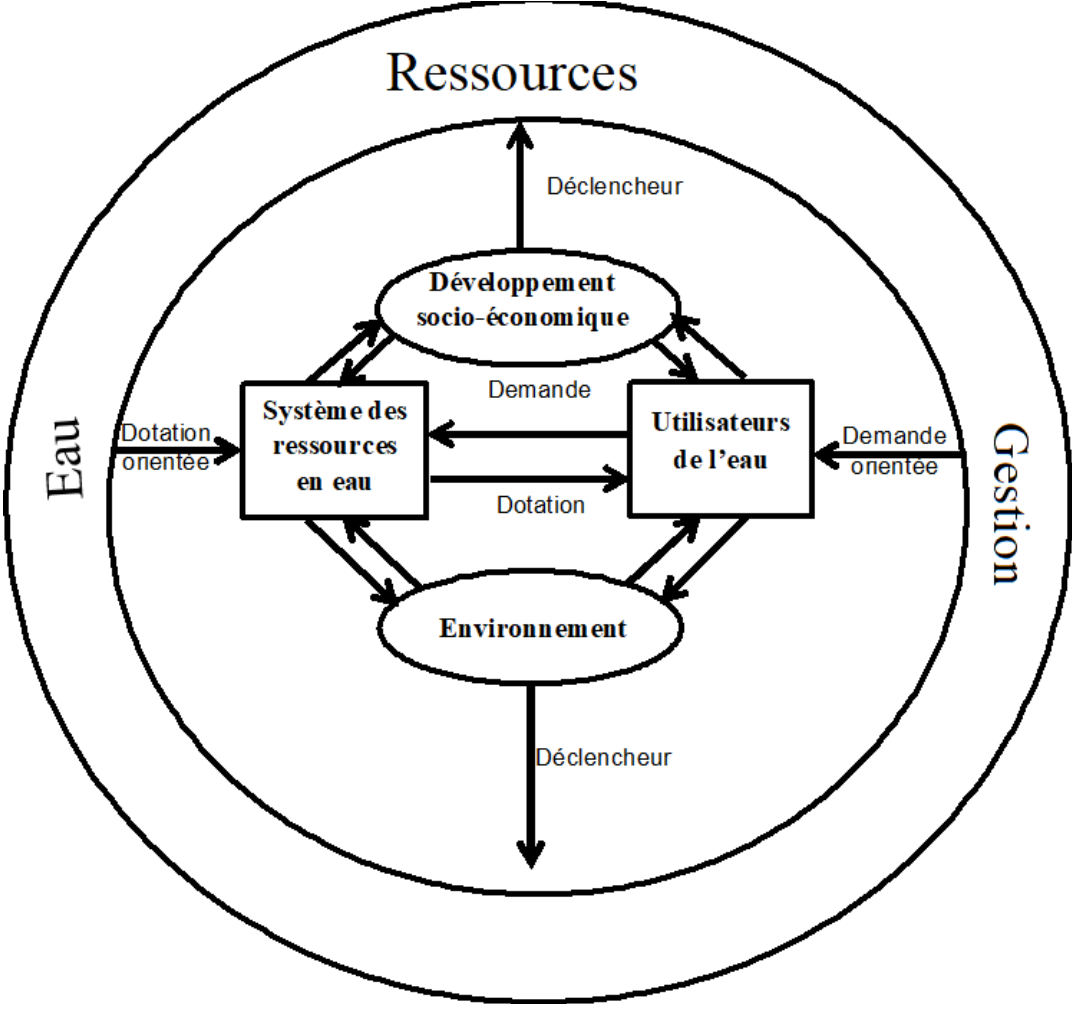 Ressources
Déclencheur
Développement
socio-économique
Demande
Système des
ressources
en eau
Utilisateurs
de l'eau
Eau
Dotation
orientée
Demande
orientée
Gestion
Dotation
Environnement
Déclencheur